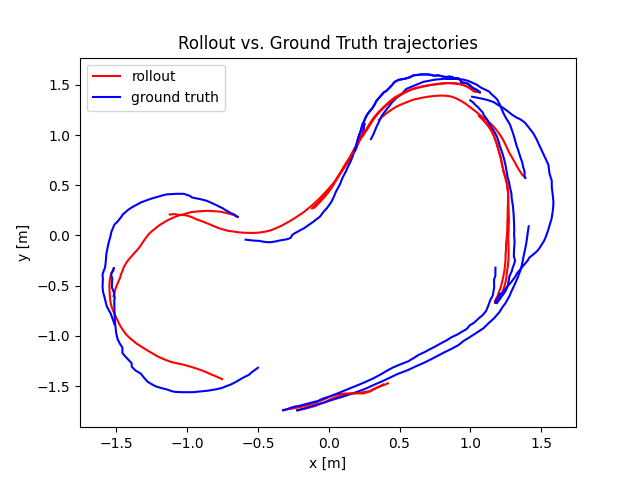 Rollout vs. Ground Truth trajectories
rollout
ground truth
1.5
1.0
0.5
0.0
−0.5
−1.0
−1.5
y [m]
−1.5 −1.0 −0.5 0.0 0.5 1.0 1.5
x [m]